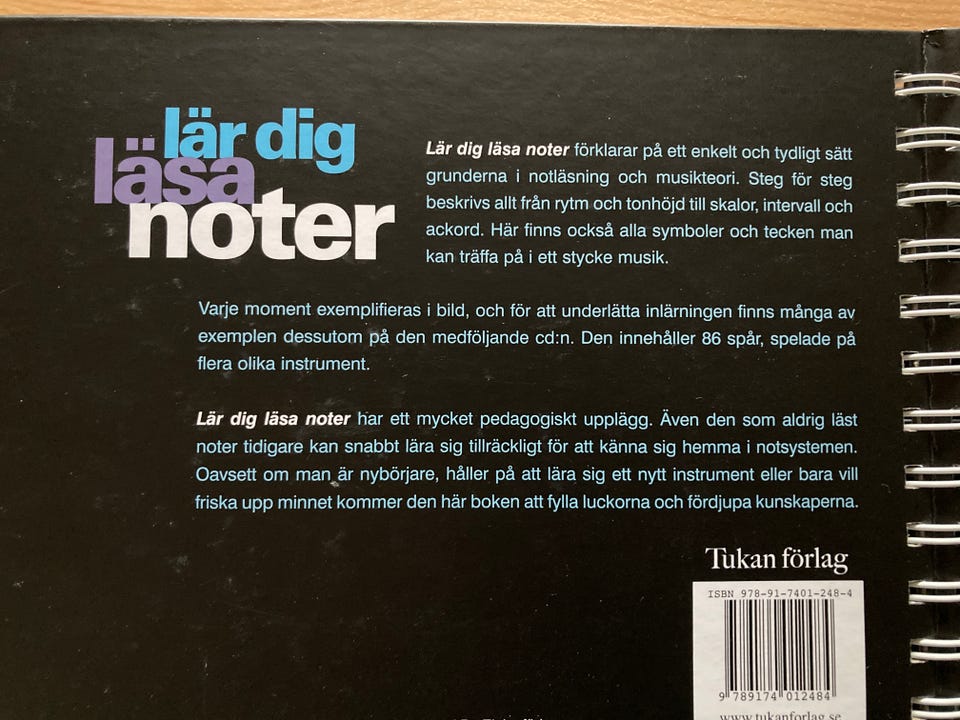 lär dig
läsa
noter
Lär dig läsa noter förklarar på ett enkelt och tydligt sätt
grunderna i notläsning och musikteori. Steg för steg
beskrivs allt från rytm och tonhöjd till skalor, intervall och
ackord. Här finns också alla symboler och tecken man
kan träffa på i ett stycke musik.
Varje moment exemplifieras i bild, och för att underlätta inlärningen finns många av
exemplen dessutom på den medföljande cd:n. Den innehåller 86 spår, spelade på
flera olika instrument.
Lär dig läsa noter har ett mycket pedagogiskt upplägg. Även den som aldrig läst
noter tidigare kan snabbt lära sig tillräckligt för att känna sig hemma i notsystemen.
Oavsett om man är nybörjare, håller på att lära sig ett nytt instrument eller bara vill
friska upp minnet kommer den här boken att fylla luckorna och fördjupa kunskaperna.
Tukan förlag
ISBN 978-91-7401-248-4
9 789174 012484
www.tukanforlag.se